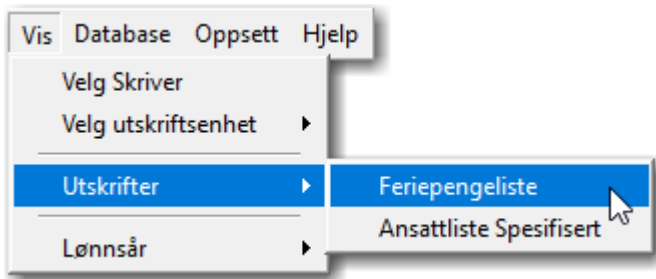 Vis Database Oppsett Hjelp
Velg Skriver
Velg utskriftsenhet
Utskrifter
Feriepengeliste
Ansattliste Spesifisert
Lønnsår